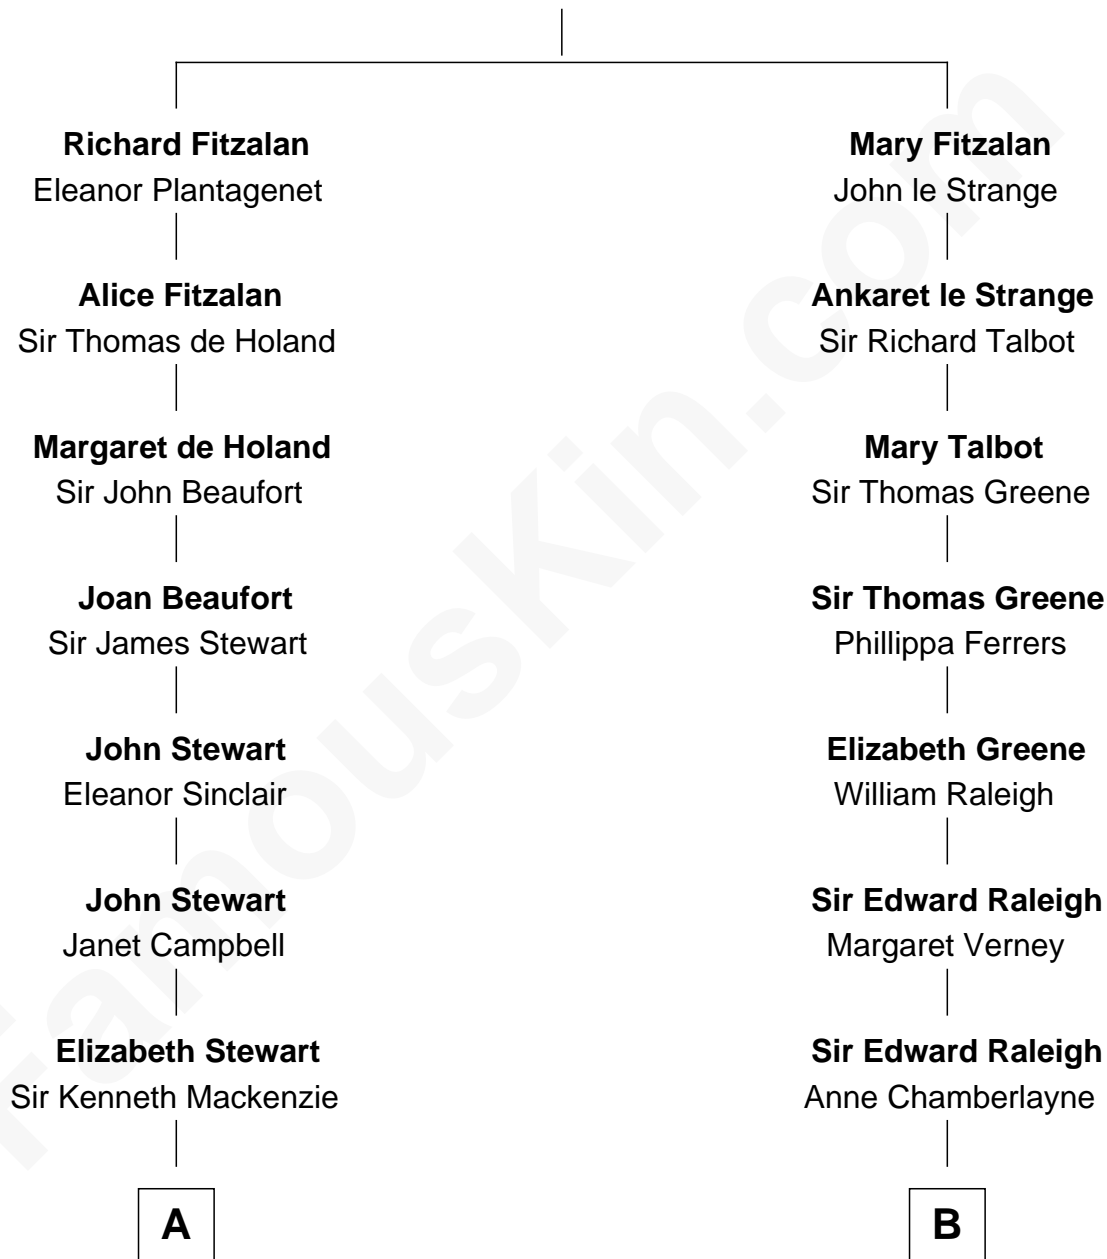 Richard Fitzalan
Eleanor Plantagenet
Alice Fitzalan
Sir Thomas de Holand
Margaret de Holand
Sir John Beaufort
Joan Beaufort
Sir James Stewart
John Stewart
Eleanor Sinclair
John Stewart
Janet Campbell
Elizabeth Stewart
Sir Kenneth Mackenzie
A
Mary Fitzalan
John le Strange
Ankaret le Strange
Sir Richard Talbot
Mary Talbot
Sir Thomas Greene
Sir Thomas Greene
Phillippa Ferrers
Elizabeth Greene
William Raleigh
Sir Edward Raleigh
Margaret Verney
Sir Edward Raleigh
Anne Chamberlayne
B
FamousKin.com